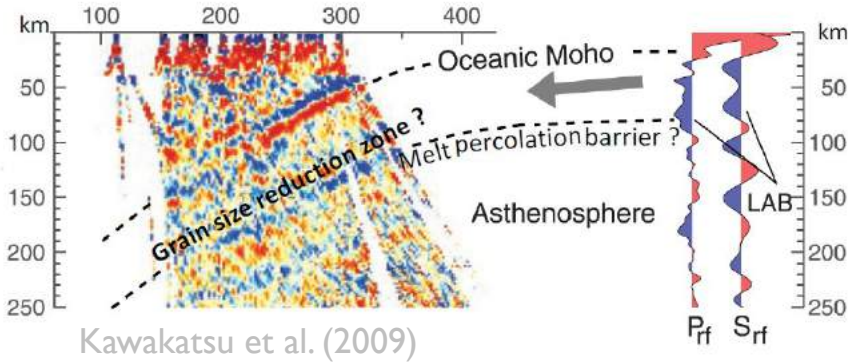 km
100
200
300
400
km
50
100
150
200
250
Oceanic Moho
Grain size reduction zone ?
Melt percolation barrier ?
Asthenosphere
LAB
50
100
150
200
250
Prf
Srf
Kawakatsu et al. (2009)